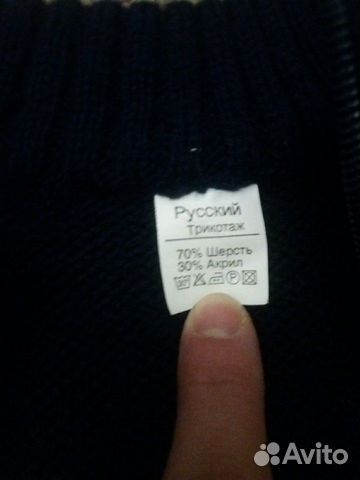 Русский
Трикотаж
70% Шерсть
30% Акрил
Avito